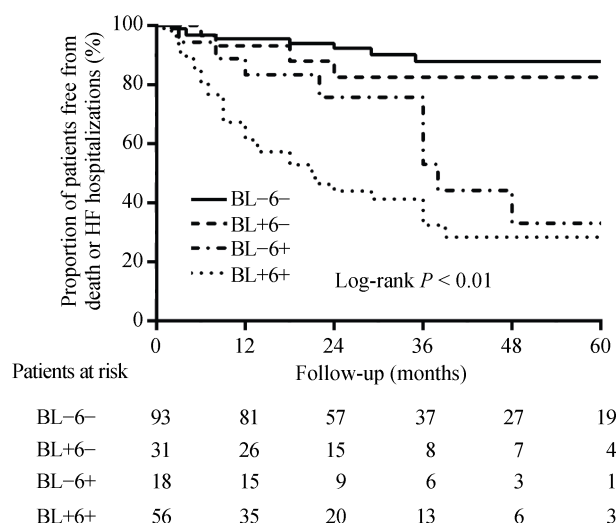 Proportion of patients free from
death or HF hospitalizations (%)
100
80
60
40
20
0
BL−6−
BL+6−
BL−6+
BL+6+
Log-rank P < 0.01
0 12 24 36 48 60
Follow-up (months)
Patients at risk
BL−6− 93 81 57 37 27 19
BL+6− 31 26 15 8 7 4
BL−6+ 18 15 9 6 3 1
BL+6+ 56 35 20 13 6 3